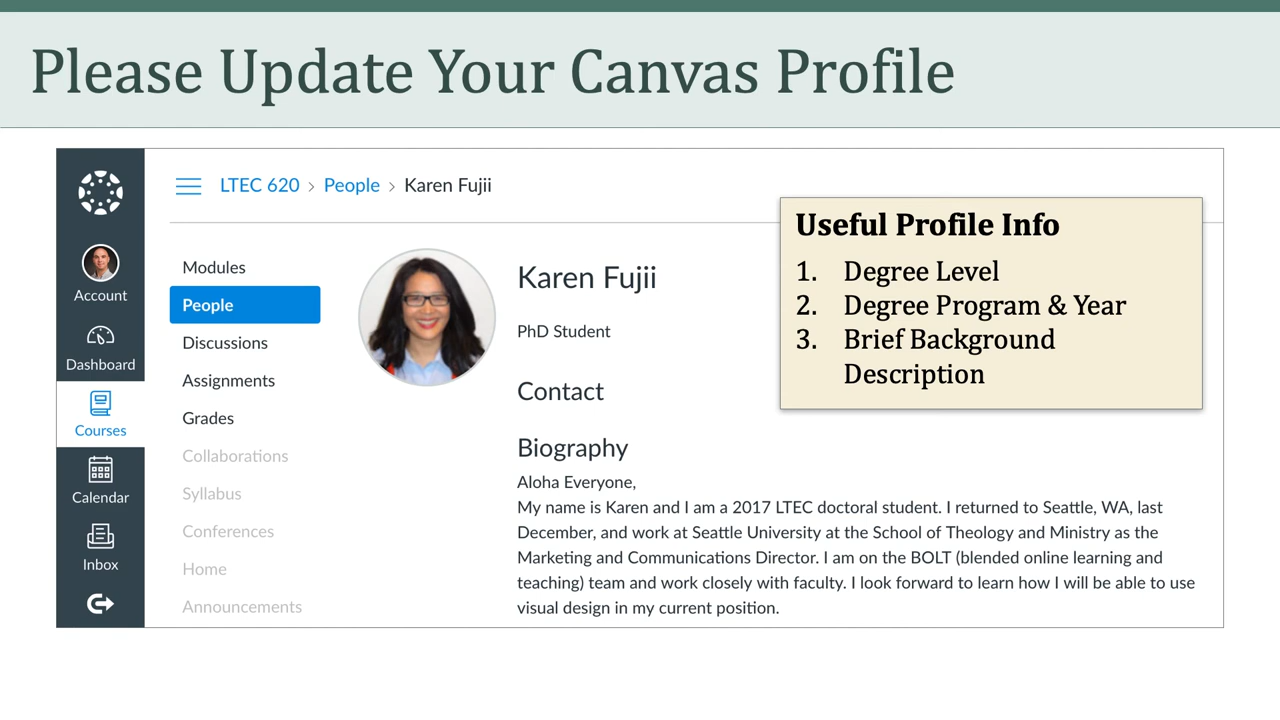 Please Update Your Canvas Profile
LTEC 620 > People > Karen Fujii
Account
Dashboard
Courses
Calendar
Inbox
Modules
People
Discussions
Assignments
Grades
Collaborations
Syllabus
Conferences
Home
Announcements
Karen Fujii
PhD Student
Contact
Biography
Aloha Everyone,
My name is Karen and I am a 2017 LTEC doctoral student. I returned to Seattle, WA, last
December, and work at Seattle University at the School of Theology and Ministry as the
Marketing and Communications Director. I am on the BOLT (blended online learning and
teaching) team and work closely with faculty. I look forward to learn how I will be able to use
visual design in my current position.
Useful Profile Info
1. Degree Level
2. Degree Program & Year
3. Brief Background
Description